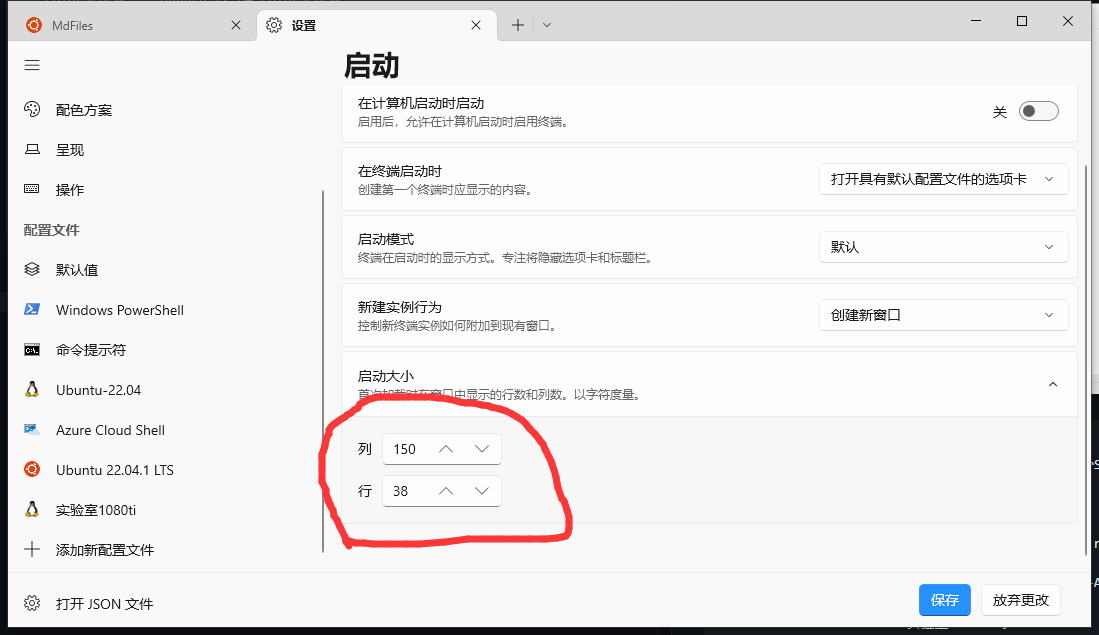 MdFiles
设置
启动
在计算机启动时启动
启用后，允许在计算机启动时启用终端。
关
在终端启动时
创建第一个终端时应显示的内容。
打开具有默认配置文件的选项卡
启动模式
终端在启动时的显示方式。专注将隐藏选项卡和标题栏。
默认
新建实例行为
控制新终端实例如何附加到现有窗口。
创建新窗口
启动大小
首次加载时在窗口中显示的行数和列数。以字符度量。
列 150
行 38
配色方案
呈现
操作
配置文件
默认值
Windows PowerShell
命令提示符
Ubuntu-22.04
Azure Cloud Shell
Ubuntu 22.04.1 LTS
实验室1080ti
添加新配置文件
打开 JSON 文件
保存
放弃更改